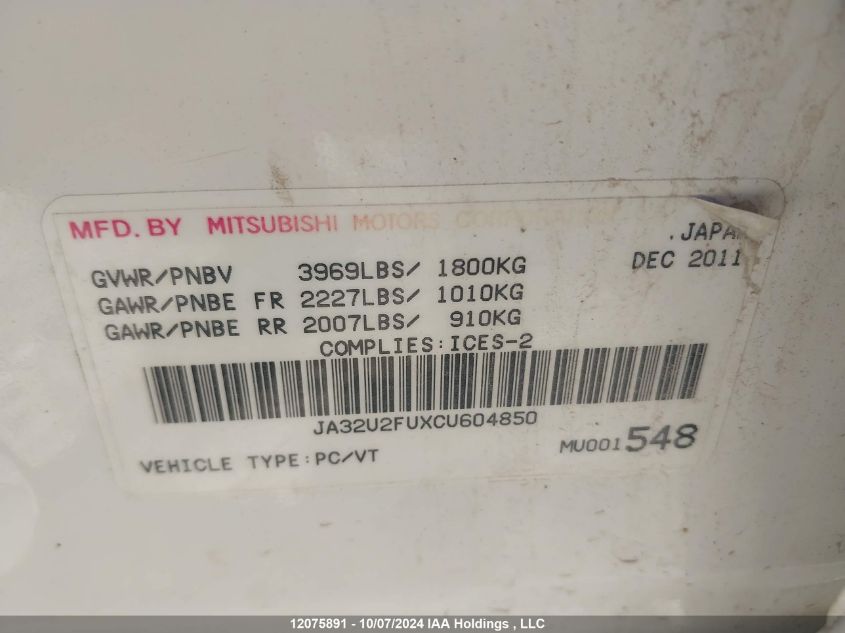 MFD. BY MITSUBISHI MOTORS CORPORATION
.JAPAN
DEC 2011
GVWR/PNBV 3969LBS/ 1800KG
GAWR/PNBE FR 2227LBS/ 1010KG
GAWR/PNBE RR 2007LBS/ 910KG
COMPLIES:ICES-2
JA32U2FUXCU604850
VEHICLE TYPE:PC/VT
MU001548
12075891 - 10/07/2024 IAA Holdings , LLC